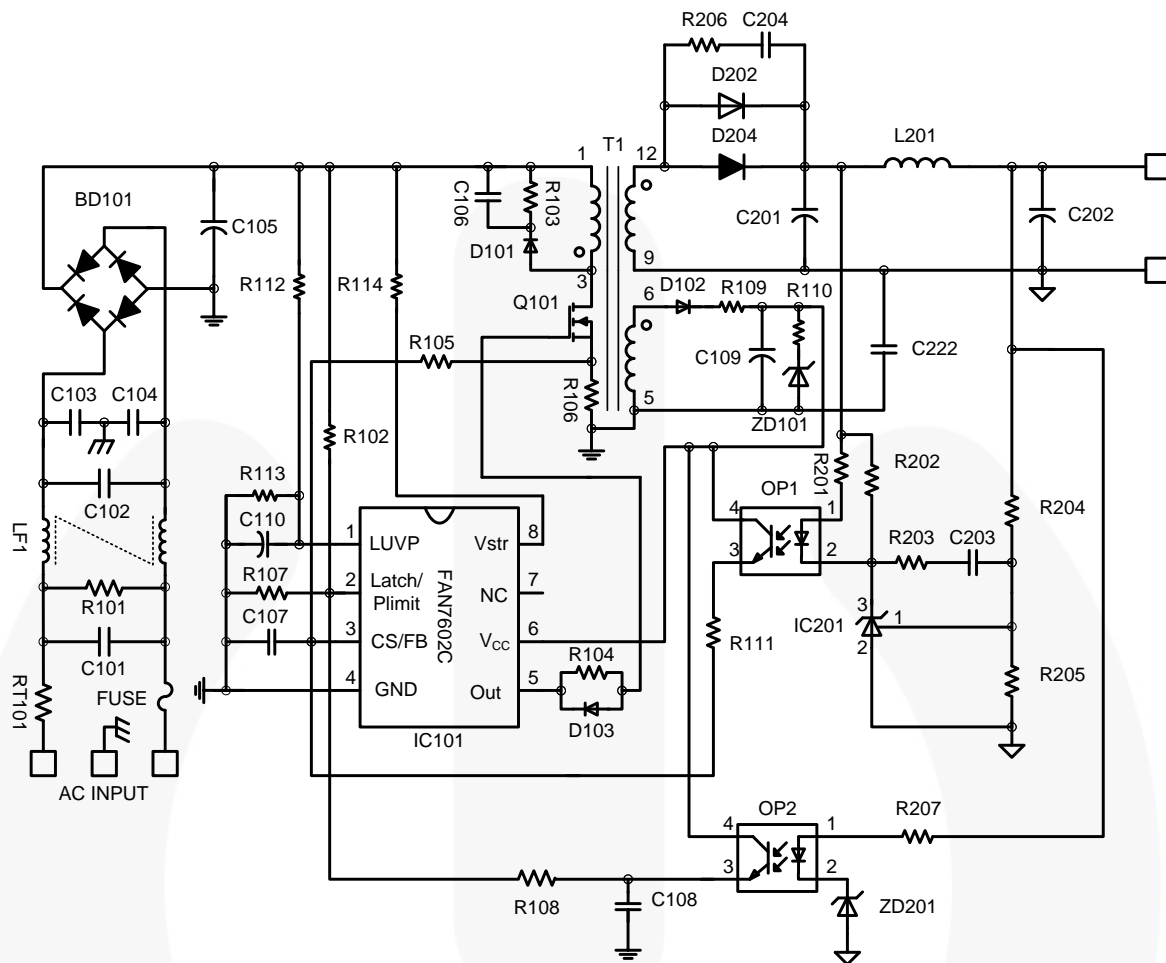 R206
C204
D202
D204
L201
T1
1
12
BD101
C105
C106
R103
D101
C201
C202
3
9
R112
R114
Q101
D102
R109
R110
6
R105
C109
C222
R106
5
ZD101
C103
C104
R102
R201
R202
C102
R113
OP1
R204
LF1
C110
4
1
1
LUVP
Vstr
8
R203
C203
3
2
R107
2
Latch/
Plimit
FAN7602C
NC
7
R101
C107
IC201
3
1
2
3
CS/FB
VCC
6
R111
C101
R104
R205
RT101
FUSE
4
GND
Out
5
D103
IC101
AC INPUT
OP2
R207
4
1
3
2
R108
C108
ZD201